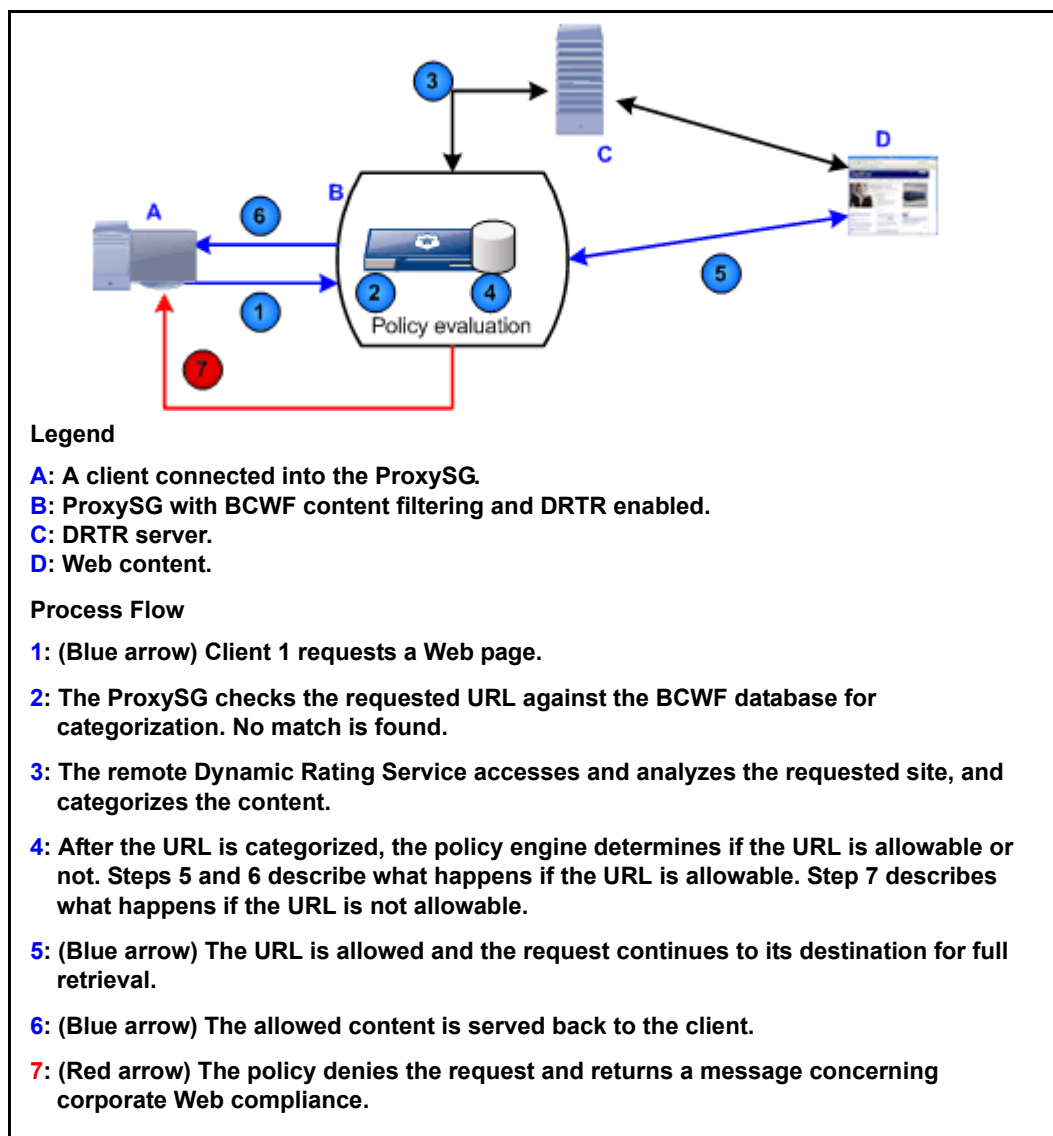 3
C
D
A
B
6
5
2
4
1
Policy evaluation
7
Legend
A: A client connected into the ProxySG.
B: ProxySG with BCWF content filtering and DRTR enabled.
C: DRTR server.
D: Web content.
Process Flow
1: (Blue arrow) Client 1 requests a Web page.
2: The ProxySG checks the requested URL against the BCWF database for
categorization. No match is found.
3: The remote Dynamic Rating Service accesses and analyzes the requested site, and
categorizes the content.
4: After the URL is categorized, the policy engine determines if the URL is allowable or
not. Steps 5 and 6 describe what happens if the URL is allowable. Step 7 describes
what happens if the URL is not allowable.
5: (Blue arrow) The URL is allowed and the request continues to its destination for full
retrieval.
6: (Blue arrow) The allowed content is served back to the client.
7: (Red arrow) The policy denies the request and returns a message concerning
corporate Web compliance.